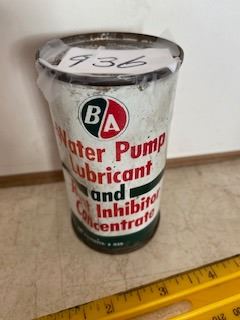 936
BA
Water Pump
Lubricant
and
Inhibitor
Concentrate